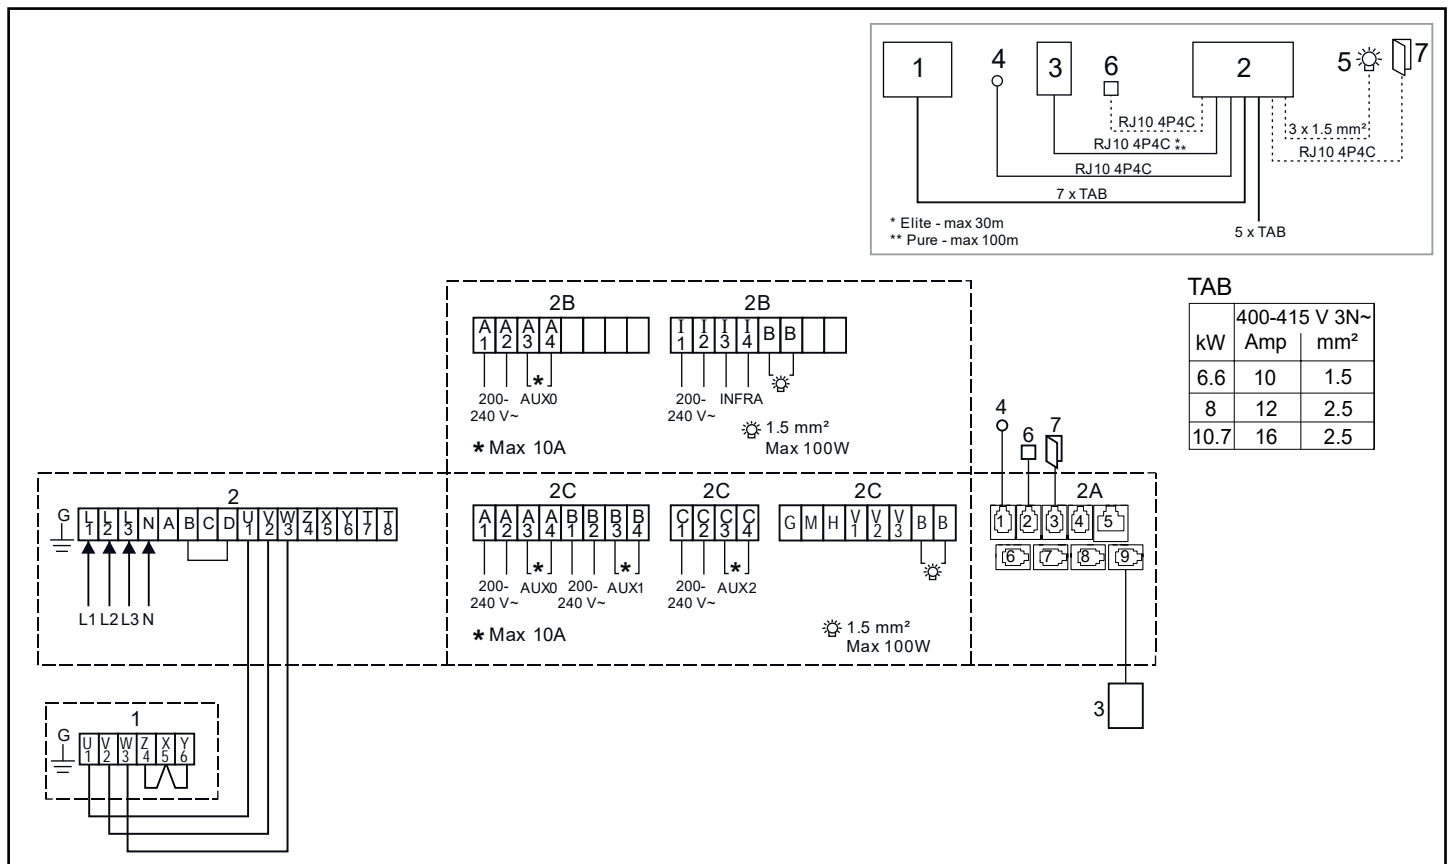 1
4
3
6
2
5
7
RJ10 4P4C
3 x 1.5 mm²
RJ10 4P4C * **
RJ10 4P4C
RJ10 4P4C
7 x TAB
* Elite - max 30m
** Pure - max 100m
5 x TAB
TAB
400-415 V 3N~
kW Amp mm²
6.6 10 1.5
8 12 2.5
10.7 16 2.5
2B
A1 A2 A3 A4
*
200-240 V~
AUX0
* Max 10A
2B
I1 I2 I3 I4 B B
200-240 V~
INFRA
1.5 mm²
Max 100W
2
G
L1 L2 L3 N A B C D U1 V2 W3 Z4 X5 Y6 T7 T8
L1 L2 L3 N
2C
A1 A2 A3 A4 B1 B2 B3 B4
* *
200-240 V~
AUX0
200-240 V~
AUX1
* Max 10A
2C
C1 C2 C3 C4
*
200-240 V~
AUX2
2C
G M H V1 V2 V3 B B
1.5 mm²
Max 100W
4
6
7
2A
1 2 3 4 5
6 7 8 9
3
1
G
U1 V2 W3 Z4 X5 Y6